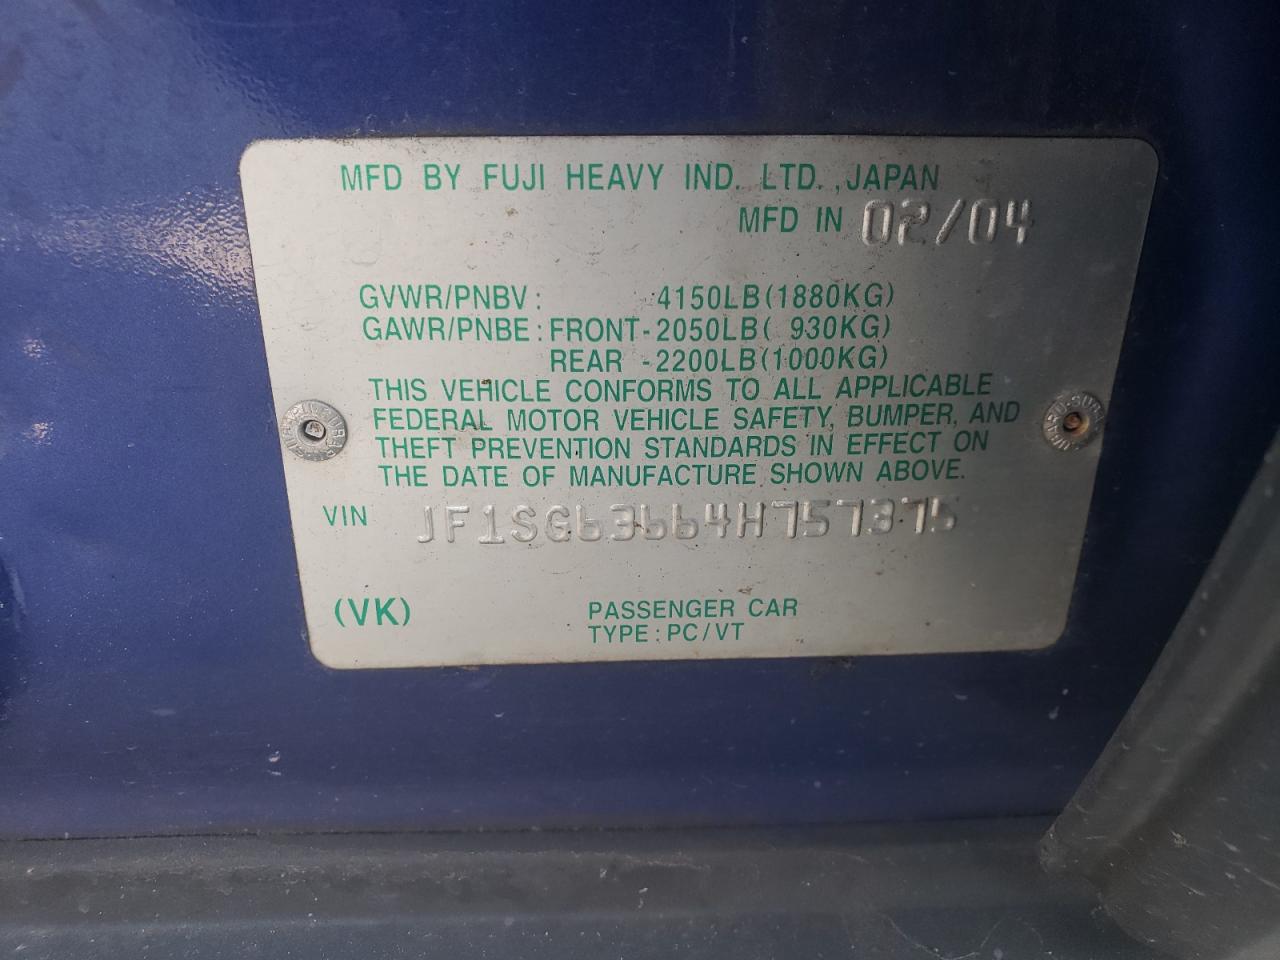 MFD BY FUJI HEAVY IND. LTD., JAPAN
MFD IN 02/04
GVWR/PNBV: 4150LB(1880KG)
GAWR/PNBE: FRONT-2050LB( 930KG)
REAR -2200LB(1000KG)
THIS VEHICLE CONFORMS TO ALL APPLICABLE
FEDERAL MOTOR VEHICLE SAFETY, BUMPER, AND
THEFT PREVENTION STANDARDS IN EFFECT ON
THE DATE OF MANUFACTURE SHOWN ABOVE.
VIN JF1SG63664H757375
(VK) PASSENGER CAR
TYPE: PC/VT